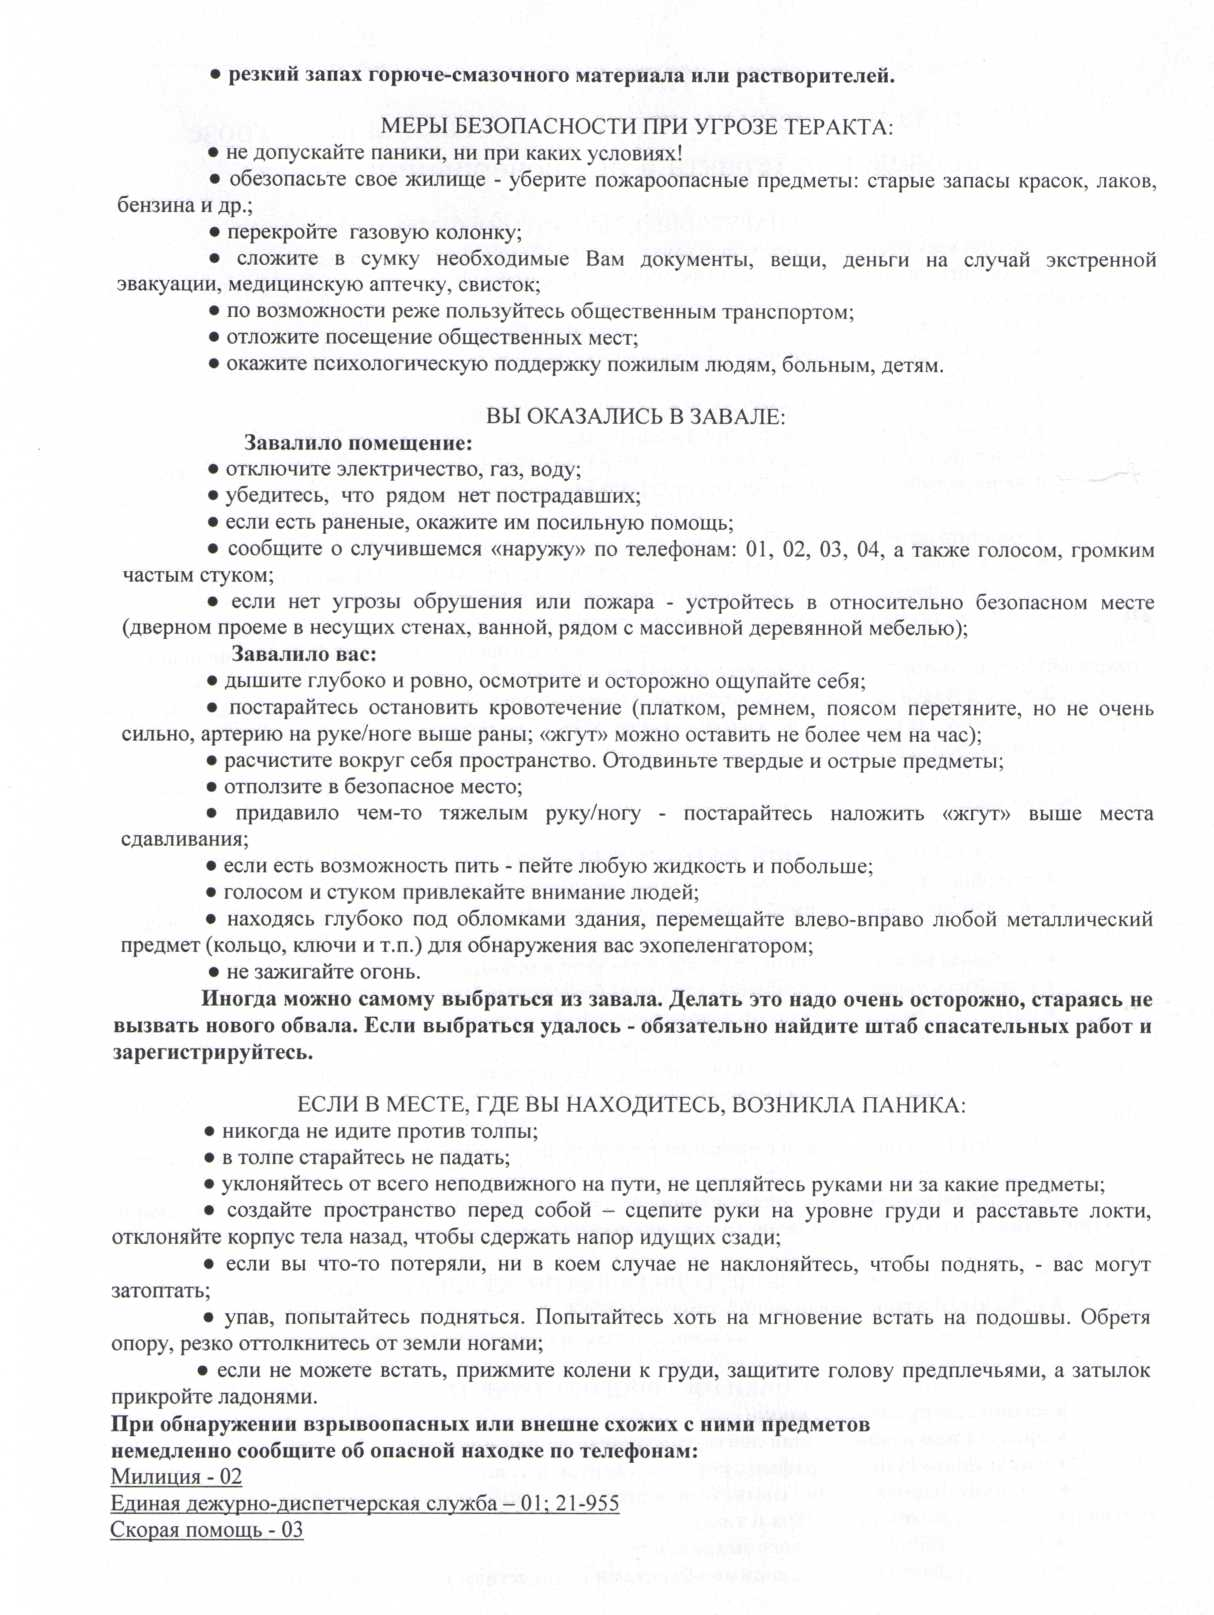 ● резкий запах горюче-смазочного материала или растворителей.
МЕРЫ БЕЗОПАСНОСТИ ПРИ УГРОЗЕ ТЕРАКТА:
● не допускайте паники, ни при каких условиях!
● обезопасьте свое жилище - уберите пожароопасные предметы: старые запасы красок, лаков,
бензина и др.;
● перекройте газовую колонку;
● сложите в сумку необходимые Вам документы, вещи, деньги на случай экстренной
эвакуации, медицинскую аптечку, свисток;
● по возможности реже пользуйтесь общественным транспортом;
● отложите посещение общественных мест;
● окажите психологическую поддержку пожилым людям, больным, детям.
ВЫ ОКАЗАЛИСЬ В ЗАВАЛЕ:
Завалило помещение:
● отключите электричество, газ, воду;
● убедитесь, что рядом нет пострадавших;
● если есть раненые, окажите им посильную помощь;
● сообщите о случившемся «наружу» по телефонам: 01, 02, 03, 04, а также голосом, громким
частым стуком;
● если нет угрозы обрушения или пожара - устройтесь в относительно безопасном месте
(дверном проеме в несущих стенах, ванной, рядом с массивной деревянной мебелью);
Завалило вас:
● дышите глубоко и ровно, осмотрите и осторожно ощупайте себя;
● постарайтесь остановить кровотечение (платком, ремнем, поясом перетяните, но не очень
сильно, артерию на руке/ноге выше раны; «жгут» можно оставить не более чем на час);
● расчистите вокруг себя пространство. Отодвиньте твердые и острые предметы;
● отползите в безопасное место;
● придавило чем-то тяжелым руку/ногу - постарайтесь наложить «жгут» выше места
сдавливания;
● если есть возможность пить - пейте любую жидкость и побольше;
● голосом и стуком привлекайте внимание людей;
● находясь глубоко под обломками здания, перемещайте влево-вправо любой металлический
предмет (кольцо, ключи и т.п.) для обнаружения вас эхопеленгатором;
● не зажигайте огонь.
Иногда можно самому выбраться из завала. Делать это надо очень осторожно, стараясь не
вызвать нового обвала. Если выбраться удалось - обязательно найдите штаб спасательных работ и
зарегистрируйтесь.
ЕСЛИ В МЕСТЕ, ГДЕ ВЫ НАХОДИТЕСЬ, ВОЗНИКЛА ПАНИКА:
● никогда не идите против толпы;
● в толпе старайтесь не падать;
● уклоняйтесь от всего неподвижного на пути, не цепляйтесь руками ни за какие предметы;
● создайте пространство перед собой – сцепите руки на уровне груди и расставьте локти,
отклоняйте корпус тела назад, чтобы сдержать напор идущих сзади;
● если вы что-то потеряли, ни в коем случае не наклоняйтесь, чтобы поднять, - вас могут
затоптать;
● упав, попытайтесь подняться. Попытайтесь хоть на мгновение встать на подошвы. Обретя
опору, резко оттолкнитесь от земли ногами;
● если не можете встать, прижмите колени к груди, защитите голову предплечьями, а затылок
прикройте ладонями.
При обнаружении взрывоопасных или внешне схожих с ними предметов
немедленно сообщите об опасной находке по телефонам:
Милиция - 02
Единая дежурно-диспетчерская служба – 01; 21-955
Скорая помощь - 03